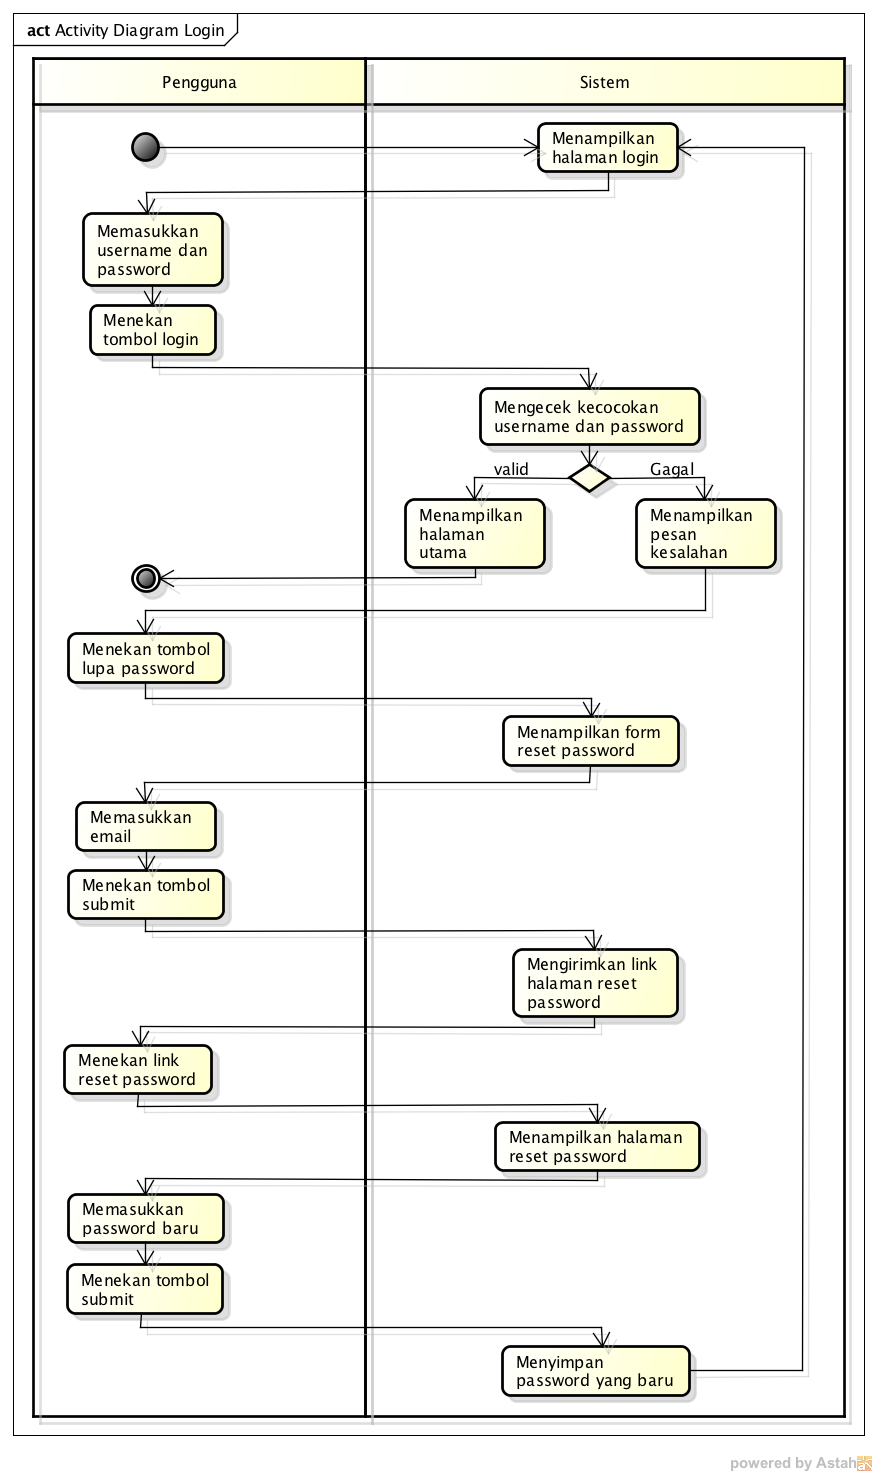 act Activity Diagram Login
Pengguna
Sistem
Menampilkan
halaman login
Memasukkan
username dan
password
Menekan
tombol login
Mengecek kecocokan
username dan password
valid
Gagal
Menampilkan
halaman
utama
Menampilkan
pesan
kesalahan
Menekan tombol
lupa password
Menampilkan form
reset password
Memasukkan
email
Menekan tombol
submit
Mengirimkan link
halaman reset
password
Menekan link
reset password
Menampilkan halaman
reset password
Memasukkan
password baru
Menekan tombol
submit
Menyimpan
password yang baru
powered by Astah